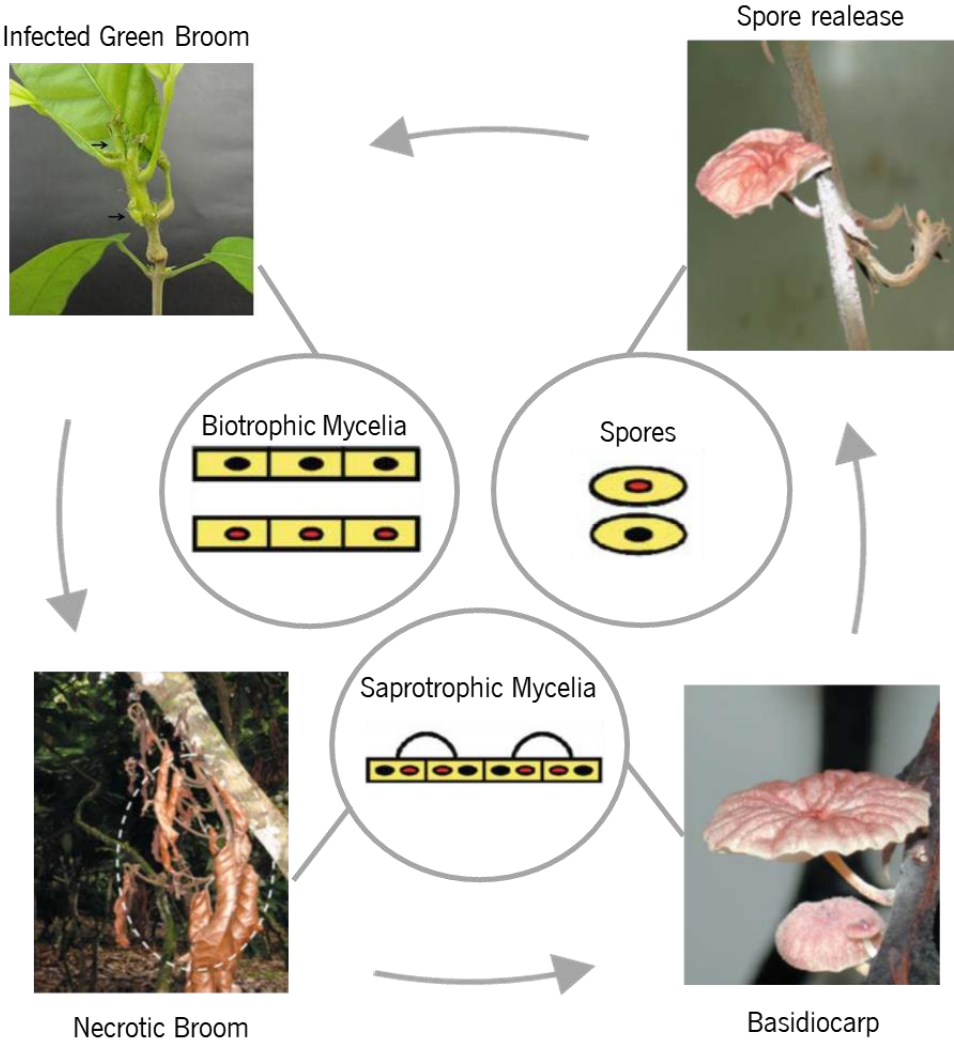 Infected Green Broom
Spore realease
Biotrophic Mycelia
Spores
Saprotrophic Mycelia
Necrotic Broom
Basidiocarp